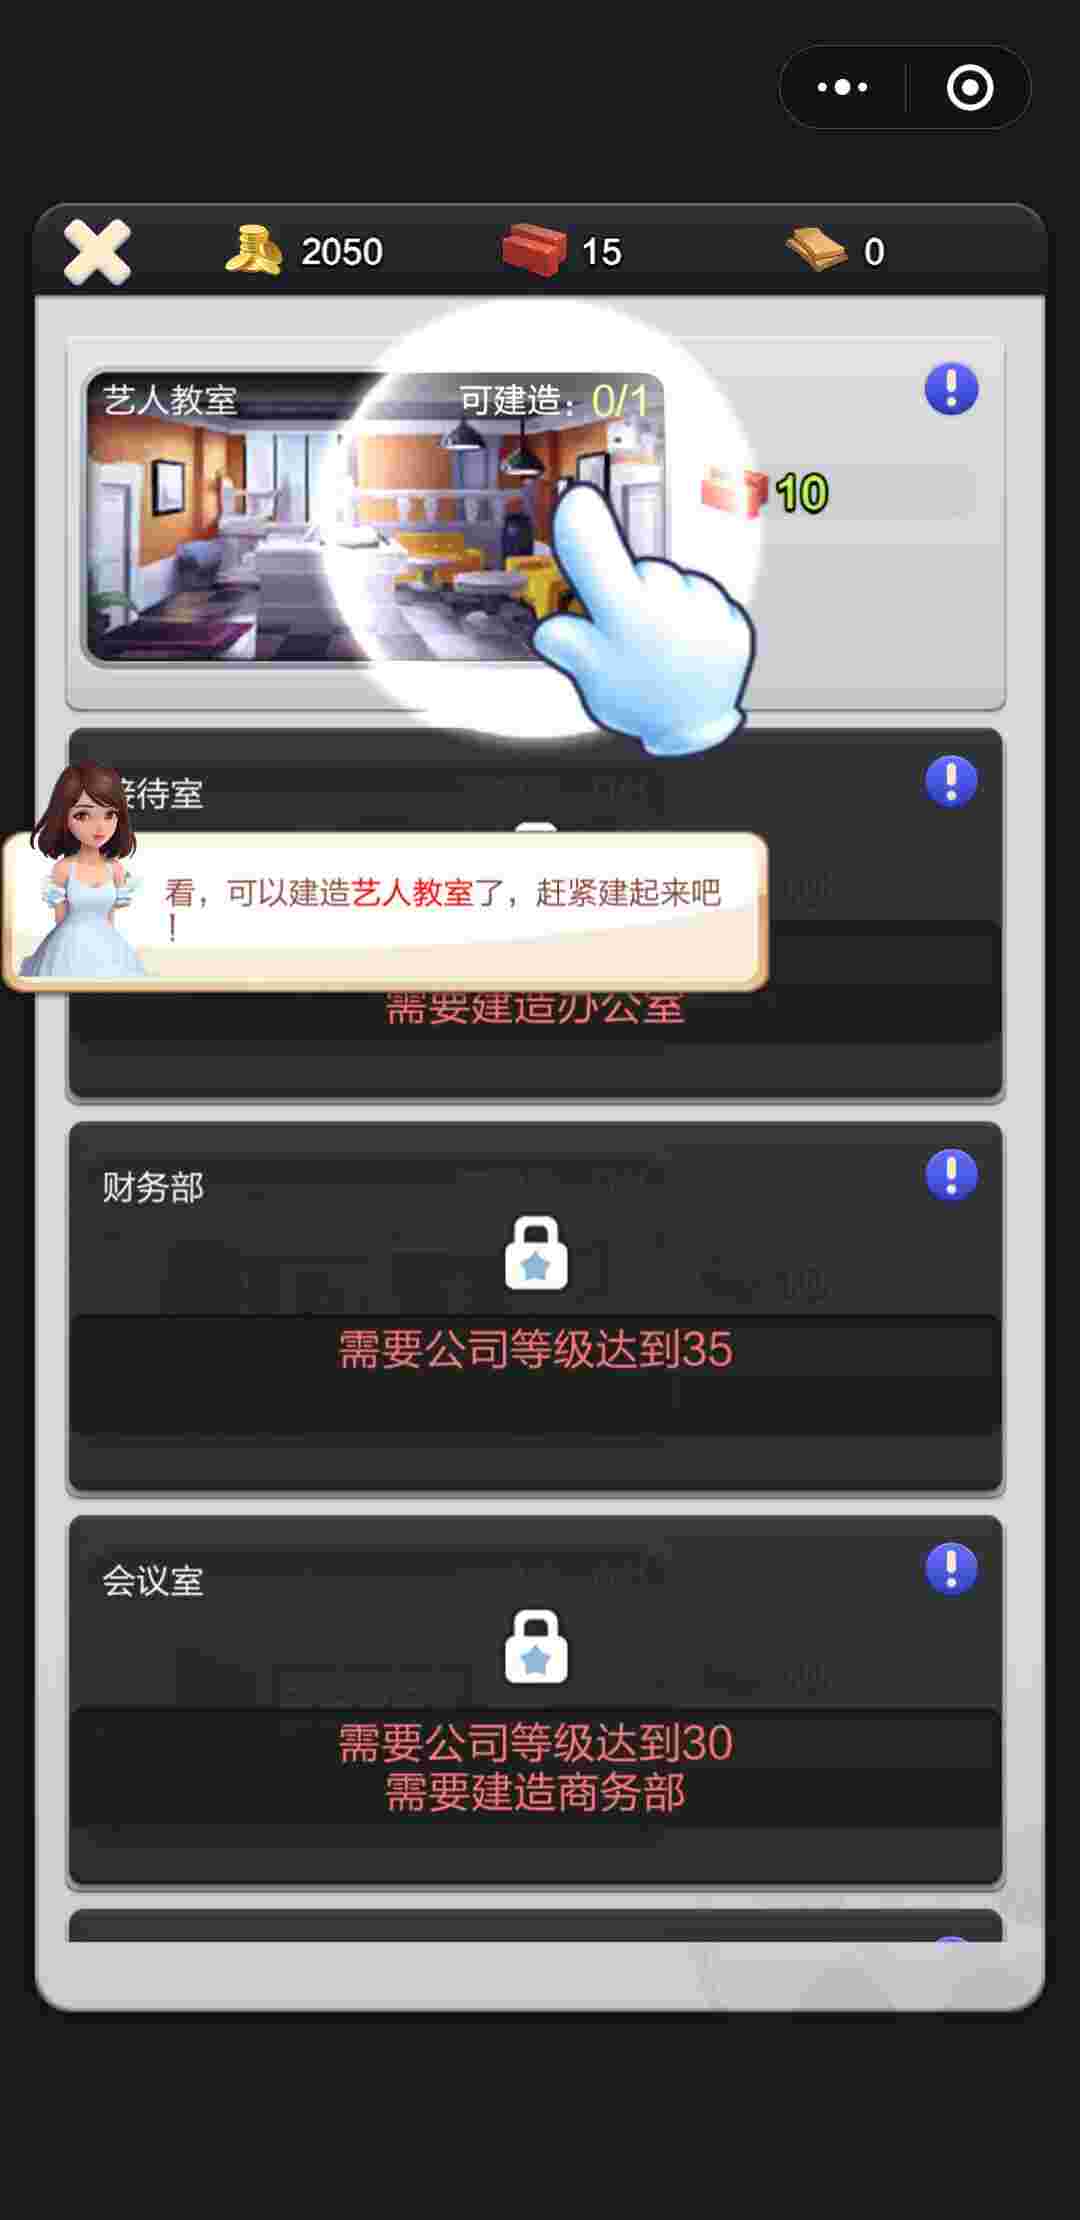 2050
15
0
艺人教室
可建造：0/1
10
接待室
看，可以建造艺人教室了，赶紧建起来吧
！
需要建造办公室
财务部
需要公司等级达到35
会议室
需要公司等级达到30
需要建造商务部